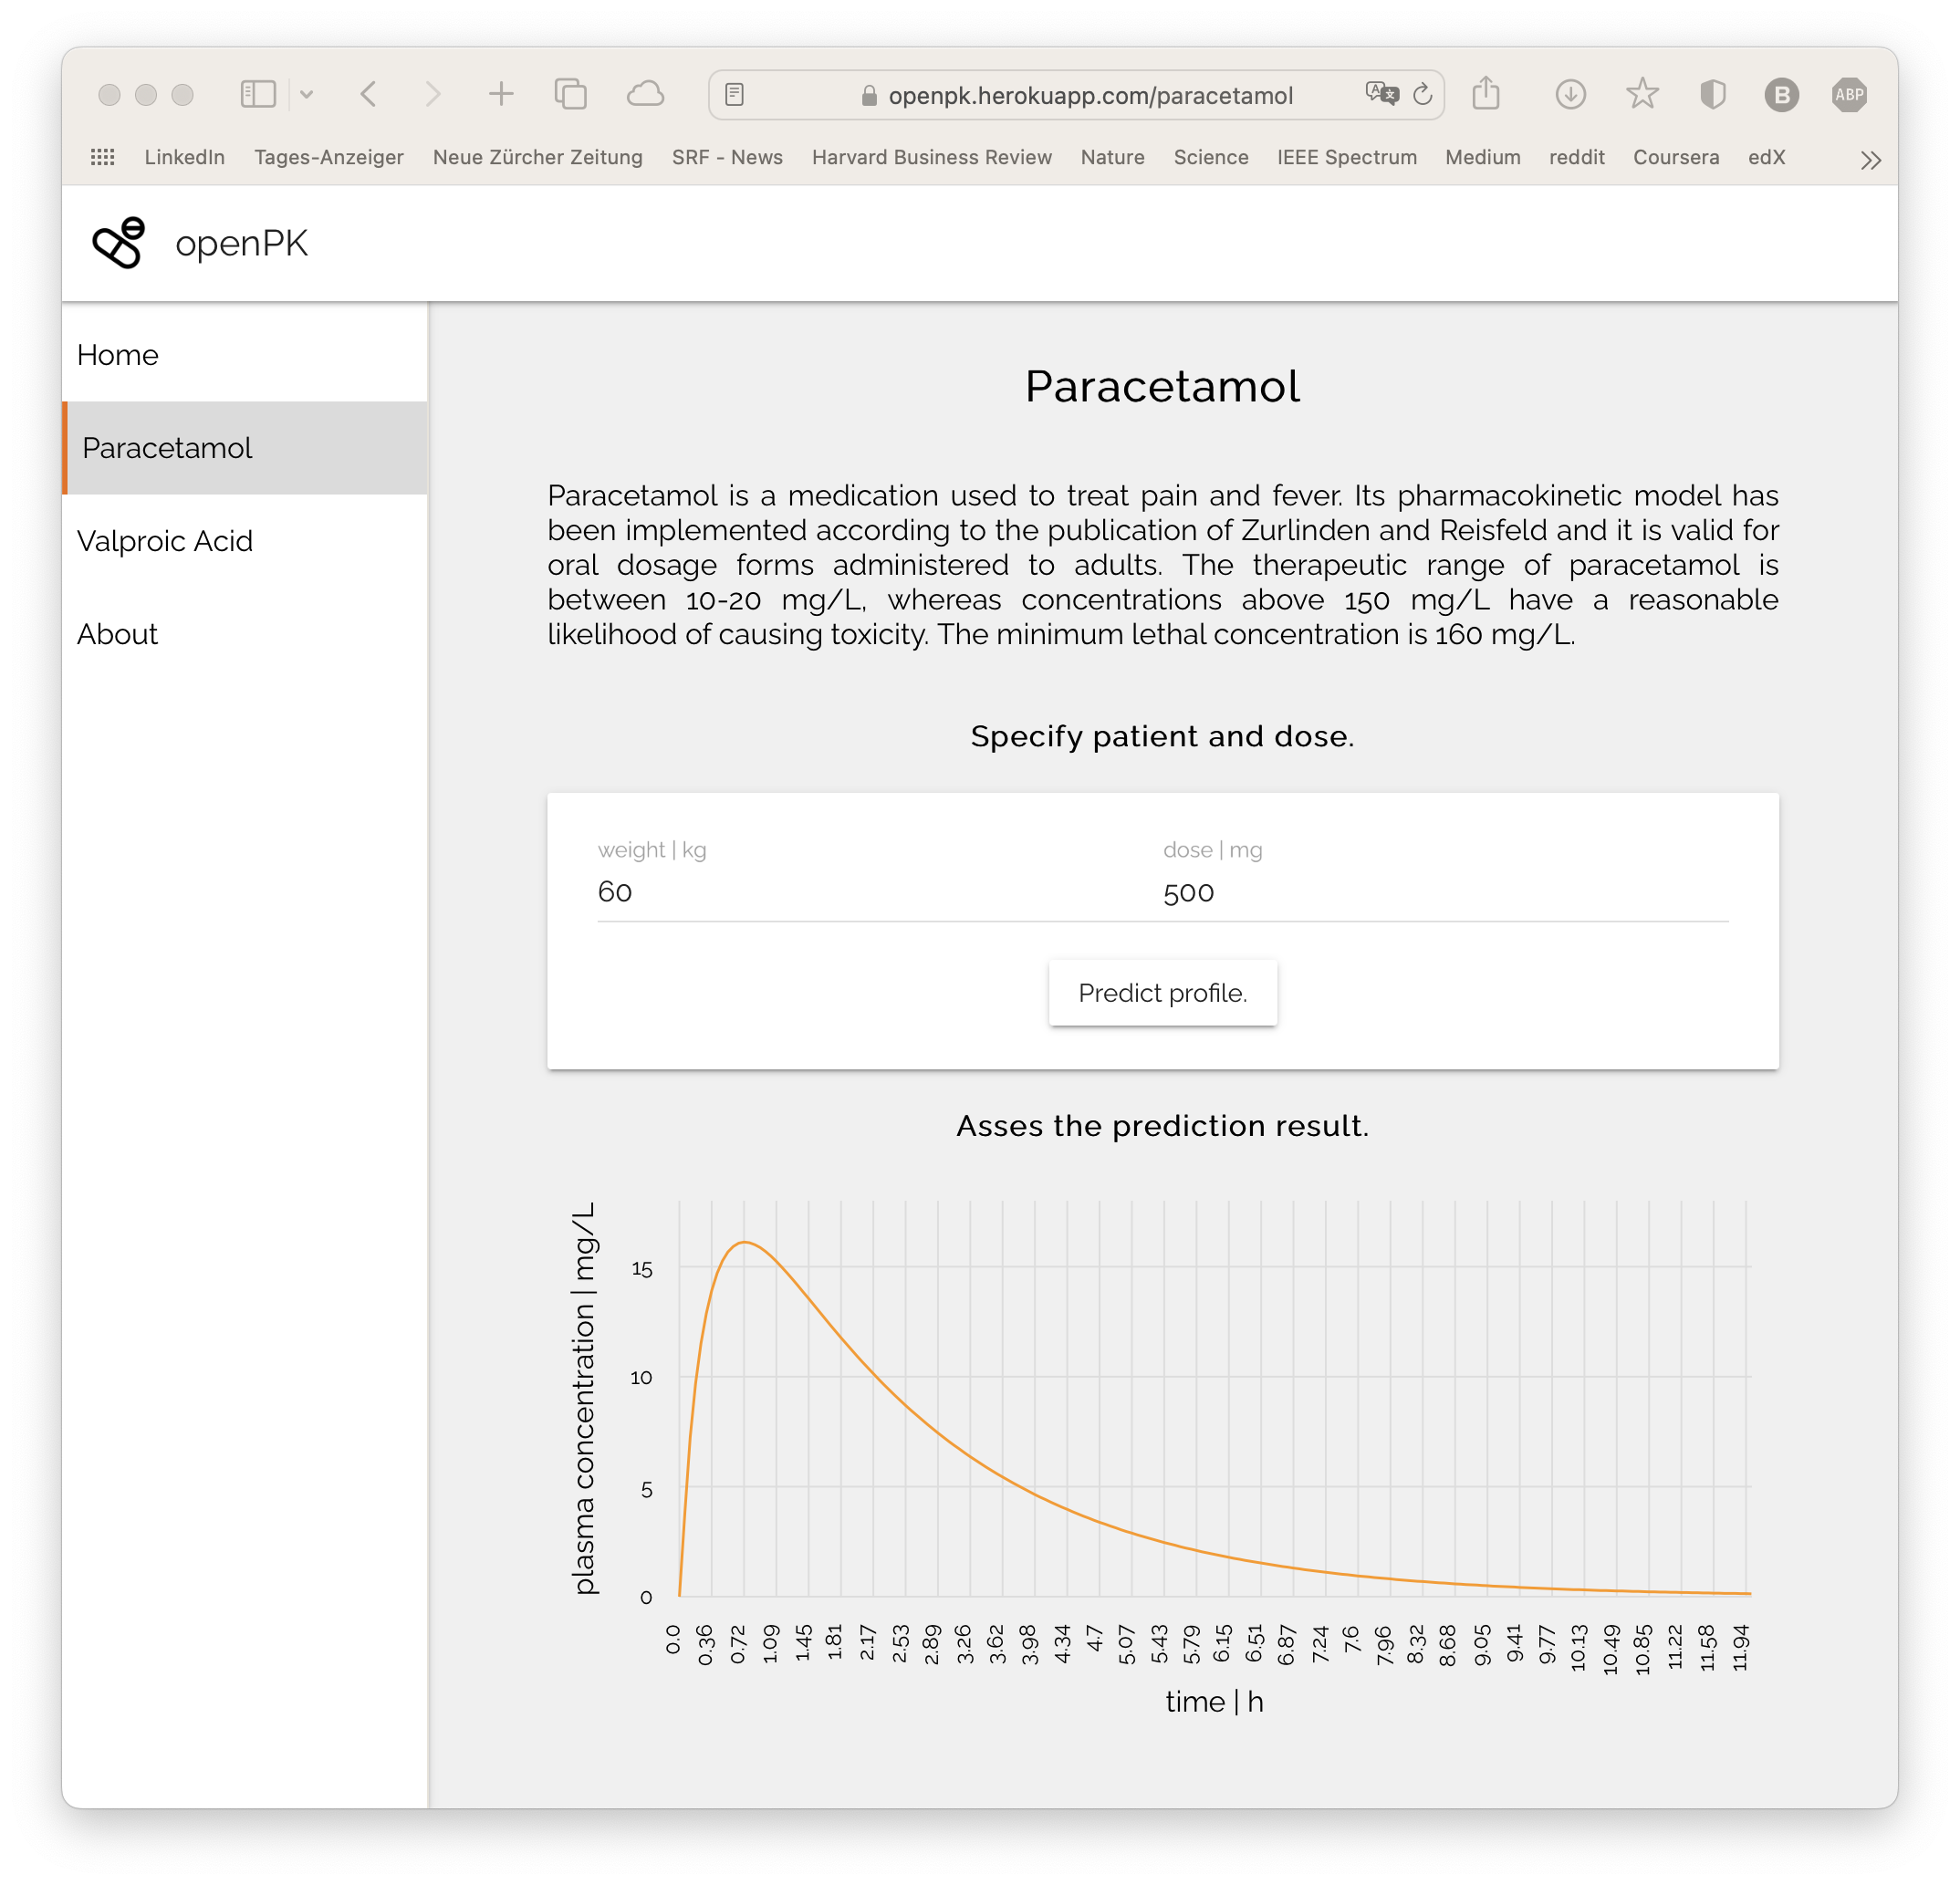 openpk.herokuapp.com/paracetamol
B
ABP
LinkedIn Tages-Anzeiger Neue Zürcher Zeitung SRF - News Harvard Business Review Nature Science IEEE Spectrum Medium reddit Coursera edX
openPK
Home
Paracetamol
Valproic Acid
About
Paracetamol
Paracetamol is a medication used to treat pain and fever. Its pharmacokinetic model has
been implemented according to the publication of Zurlinden and Reisfeld and it is valid for
oral dosage forms administered to adults. The therapeutic range of paracetamol is
between 10-20 mg/L, whereas concentrations above 150 mg/L have a reasonable
likelihood of causing toxicity. The minimum lethal concentration is 160 mg/L.
Specify patient and dose.
weight | kg dose | mg
60 500
Predict profile.
Asses the prediction result.
plasma concentration | mg/L
15
10
5
0
0.0 0.36 0.72 1.09 1.45 1.81 2.17 2.53 2.89 3.26 3.62 3.98 4.34 4.7 5.07 5.43 5.79 6.15 6.51 6.87 7.24 7.6 7.96 8.32 8.68 9.05 9.41 9.77 10.13 10.49 10.85 11.22 11.58 11.94
time | h